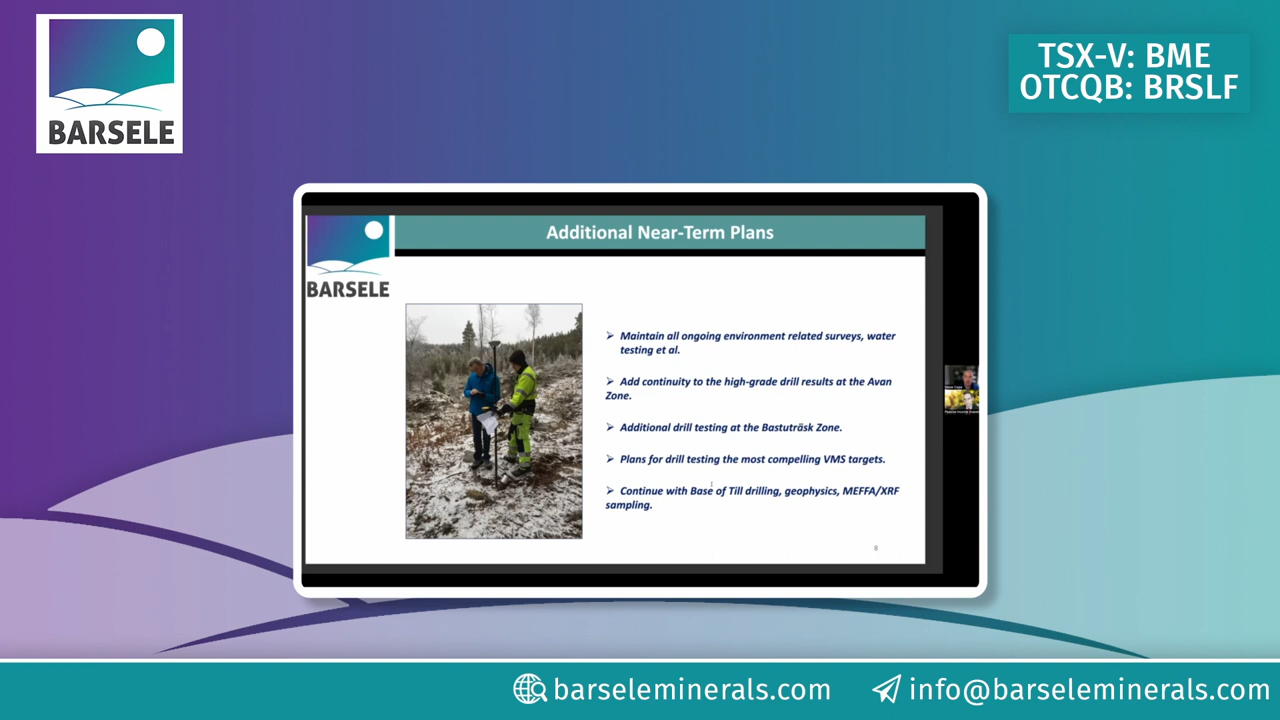 BARSELE
TSX-V: BME
OTCQB: BRSLF
Additional Near-Term Plans
BARSELE
➢ Maintain all ongoing environment related surveys, water
testing et al.
➢ Add continuity to the high-grade drill results at the Avan
Zone.
➢ Additional drill testing at the Bastuträsk Zone.
➢ Plans for drill testing the most compelling VMS targets.
➢ Continue with Base of Till drilling, geophysics, MEFFA/XRF
sampling.
8
barseleminerals.com
info@barseleminerals.com